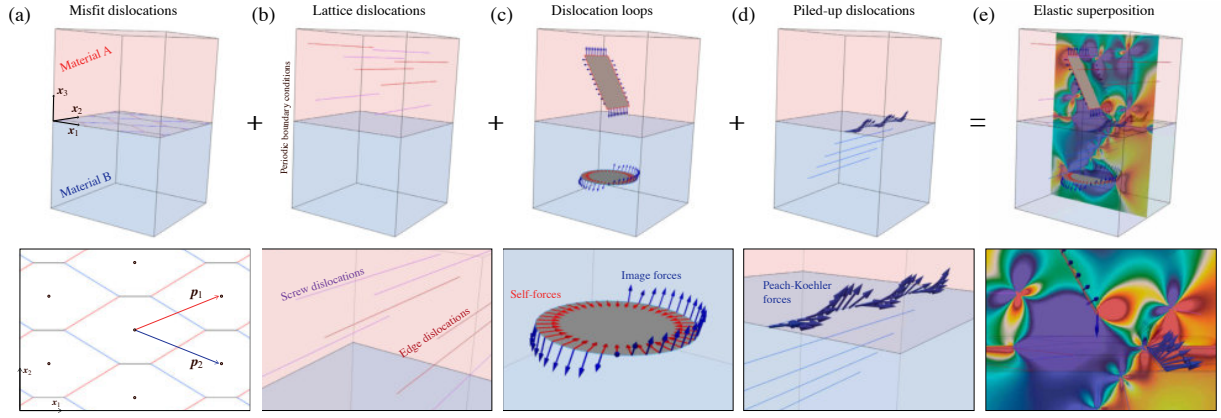 (a)
Misfit dislocations
(b)
Lattice dislocations
(c)
Dislocation loops
(d)
Piled-up dislocations
(e)
Elastic superposition
Material A
x3
x2
x1
Material B
+
Periodic boundary conditions
+
+
=
p1
p2
x2
x1
Screw dislocations
Edge dislocations
Self-forces
Image forces
Peach-Koehler
forces